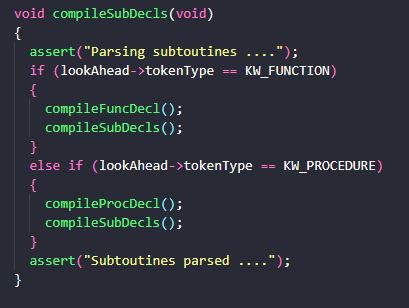 void compileSubDecls(void)
{
  assert("Parsing subtoutines ....");
  if (lookAhead->tokenType == KW_FUNCTION)
  {
    compileFuncDecl();
    compileSubDecls();
  }
  else if (lookAhead->tokenType == KW_PROCEDURE)
  {
    compileProcDecl();
    compileSubDecls();
  }
  assert("Subtoutines parsed ....");
}